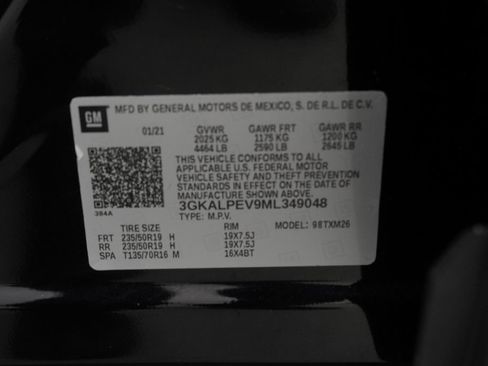 GM MFD BY GENERAL MOTORS DE MEXICO, S. DE R.L. DE C.V.
01/21 GVWR GAWR FRT GAWR RR
2025 KG 1175 KG 1200 KG
4464 LB 2590 LB 2645 LB
THIS VEHICLE CONFORMS TO ALL
APPLICABLE U.S. FEDERAL MOTOR
VEHICLE SAFETY AND THEFT
PREVENTION STANDARDS IN EFFECT
ON THE DATE OF
MANUFACTURE SHOWN ABOVE.
3GKALPEV9ML349048
384A TYPE: M.P.V.
TIRE SIZE RIM MODEL: 98TXM26
FRT 235/50R19 H 19X7.5J
RR 235/50R19 H 19X7.5J
SPA T135/70R16 M 16X4BT